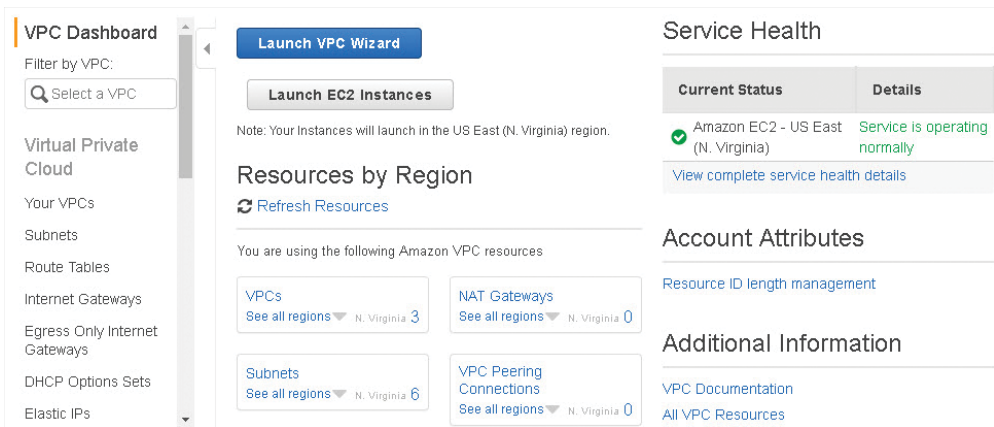 VPC Dashboard
Filter by VPC:
Select a VPC
Virtual Private
Cloud
Your VPCs
Subnets
Route Tables
Internet Gateways
Egress Only Internet
Gateways
DHCP Options Sets
Elastic IPs
Launch VPC Wizard
Launch EC2 Instances
Note: Your Instances will launch in the US East (N. Virginia) region.
Resources by Region
Refresh Resources
You are using the following Amazon VPC resources
VPCs
See all regions N. Virginia 3
NAT Gateways
See all regions N. Virginia 0
Subnets
See all regions N. Virginia 6
VPC Peering
Connections
See all regions N. Virginia 0
Service Health
Current Status Details
Amazon EC2 - US East Service is operating
(N. Virginia) normally
View complete service health details
Account Attributes
Resource ID length management
Additional Information
VPC Documentation
All VPC Resources